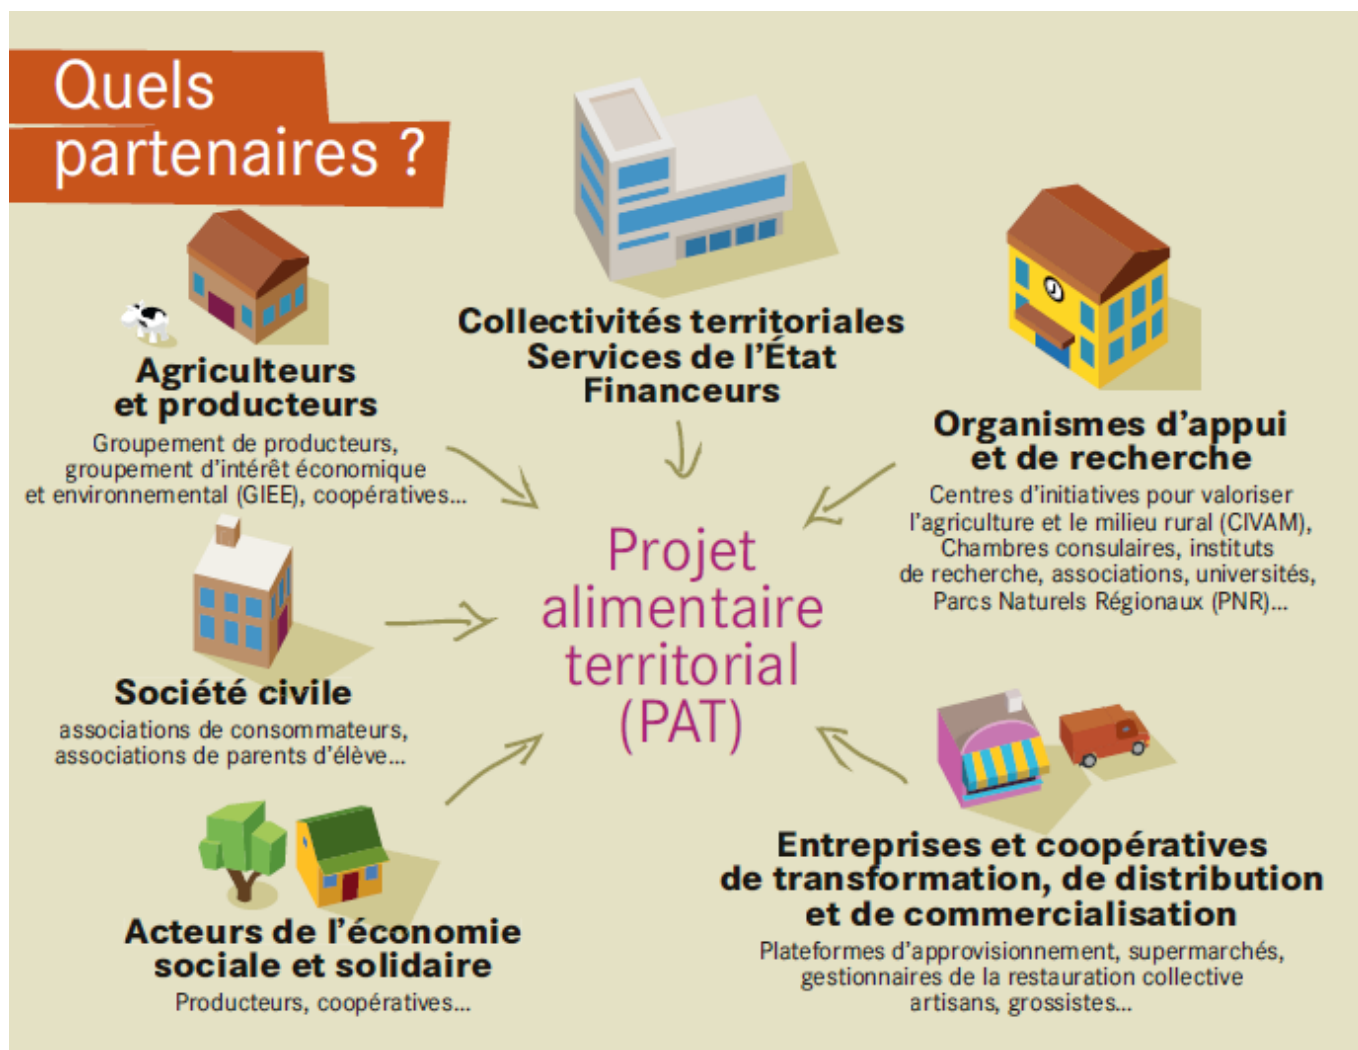 Quels
partenaires ?
Collectivités territoriales
Services de l'État
Financeurs
Agriculteurs
et producteurs
Groupement de producteurs,
groupement d'intérêt économique
et environnemental (GIEE), coopératives...
Organismes d'appui
et de recherche
Centres d'initiatives pour valoriser
l'agriculture et le milieu rural (CIVAM),
Chambres consulaires, instituts
de recherche, associations, universités,
Parcs Naturels Régionaux (PNR)...
Projet
alimentaire
territorial
(PAT)
Société civile
associations de consommateurs,
associations de parents d'élève...
Acteurs de l'économie
sociale et solidaire
Producteurs, coopératives...
Entreprises et coopératives
de transformation, de distribution
et de commercialisation
Plateformes d'approvisionnement, supermarchés,
gestionnaires de la restauration collective
artisans, grossistes...